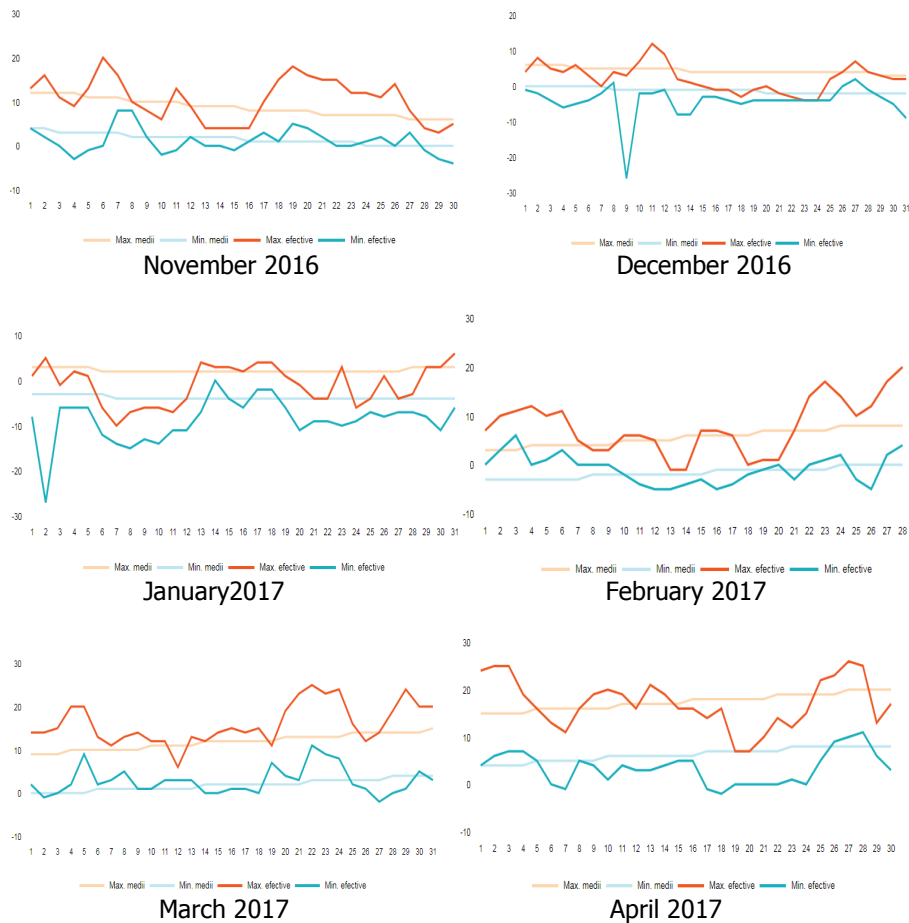 30
20
10
0
-10
1 2 3 4 5 6 7 8 9 10 11 12 13 14 15 16 17 18 19 20 21 22 23 24 25 26 27 28 29 30
Max. medii Min. medii Max. efective Min. efective
November 2016
20
10
0
-10
-20
-30
1 2 3 4 5 6 7 8 9 10 11 12 13 14 15 16 17 18 19 20 21 22 23 24 25 26 27 28 29 30 31
Max. medii Min. medii Max. efective Min. efective
December 2016
10
0
-10
-20
-30
1 2 3 4 5 6 7 8 9 10 11 12 13 14 15 16 17 18 19 20 21 22 23 24 25 26 27 28 29 30 31
Max. medii Min. medii Max. efective Min. efective
January2017
30
20
10
0
-10
1 2 3 4 5 6 7 8 9 10 11 12 13 14 15 16 17 18 19 20 21 22 23 24 25 26 27 28
Max. medii Min. medii Max. efective Min. efective
February 2017
30
20
10
0
-10
1 2 3 4 5 6 7 8 9 10 11 12 13 14 15 16 17 18 19 20 21 22 23 24 25 26 27 28 29 30 31
Max. medii Min. medii Max. efective Min. efective
March 2017
30
20
10
0
-10
1 2 3 4 5 6 7 8 9 10 11 12 13 14 15 16 17 18 19 20 21 22 23 24 25 26 27 28 29 30
Max. medii Min. medii Max. efective Min. efective
April 2017